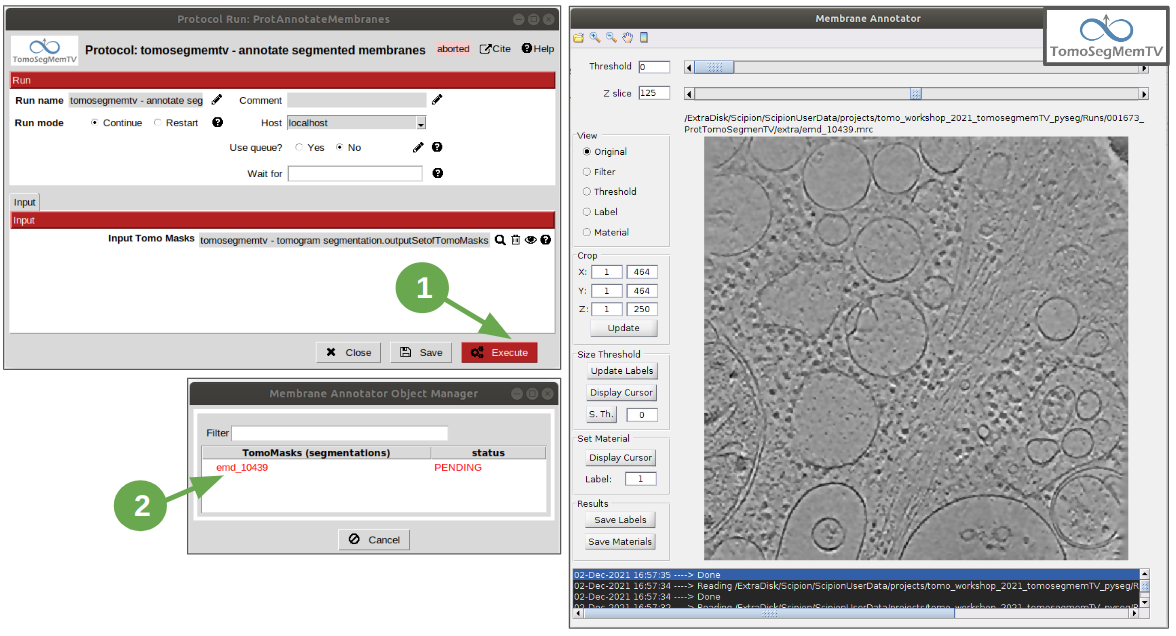 Protocol Run: ProtAnnotateMembranes
TomoSegMemTV
Protocol: tomosegmemtv - annotate segmented membranes
aborted
Cite
Help
Run
Run name tomosegmemtv - annotate seg Comment
Run mode Continue Restart Host localhost
Use queue? Yes No
Wait for
Input
Input
Input Tomo Masks tomosegmemtv - tomogram segmentation.outputSetofTomoMasks
1
Close Save Execute
Membrane Annotator Object Manager
Filter
TomoMasks (segmentations) status
emd_10439 PENDING
2
Cancel
Membrane Annotator
TomoSegMemTV
Threshold 0
Z slice 125
/ExtraDisk/Scipion/ScipionUserData/projects/tomo_workshop_2021_tomosegmemTV_pyseg/Runs/001673_
ProtTomoSegmenTV/extra/emd_10439.mrc
View
Original
Filter
Threshold
Label
Material
Crop
X: 1 464
Y: 1 464
Z: 1 250
Update
Size Threshold
Update Labels
Display Cursor
S. Th. 0
Set Material
Display Cursor
Label: 1
Results
Save Labels
Save Materials
02-Dec-2021 16:57:35 ----> Done
02-Dec-2021 16:57:34 ----> Reading /ExtraDisk/Scipion/ScipionUserData/projects/tomo_workshop_2021_tomosegmemTV_pyseg/R
02-Dec-2021 16:57:34 ----> Done